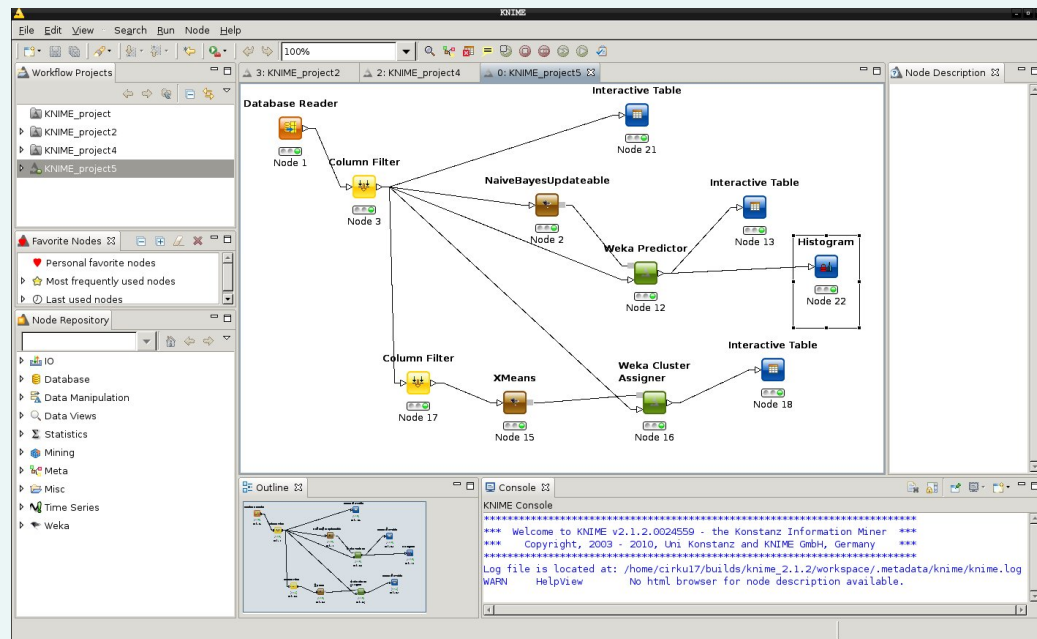 KNIME
File Edit View Search Run Node Help
100%
Workflow Projects
KNIME_project
KNIME_project2
KNIME_project4
KNIME_project5
Favorite Nodes
Personal favorite nodes
Most frequently used nodes
Last used nodes
Node Repository
IO
Database
Data Manipulation
Data Views
Statistics
Mining
Meta
Misc
Time Series
Weka
3: KNIME_project2
2: KNIME_project4
0: KNIME_project5
Database Reader
Node 1
Column Filter
Node 3
Interactive Table
Node 21
NaiveBayesUpdateable
Node 2
Interactive Table
Node 13
Weka Predictor
Node 12
Histogram
Node 22
Column Filter
Node 17
XMeans
Node 15
Weka Cluster
Assigner
Node 16
Interactive Table
Node 18
Node Description
Outline
Console
KNIME Console
***********************************************************************
*** Welcome to KNIME v2.1.2.0024559 - the Konstanz Information Miner ***
*** Copyright, 2003 - 2010, Uni Konstanz and KNIME GmbH, Germany ***
***********************************************************************
Log file is located at: /home/cirku17/builds/knime_2.1.2/workspace/.metadata/knime/knime.log
WARN HelpView No html browser for node description available.